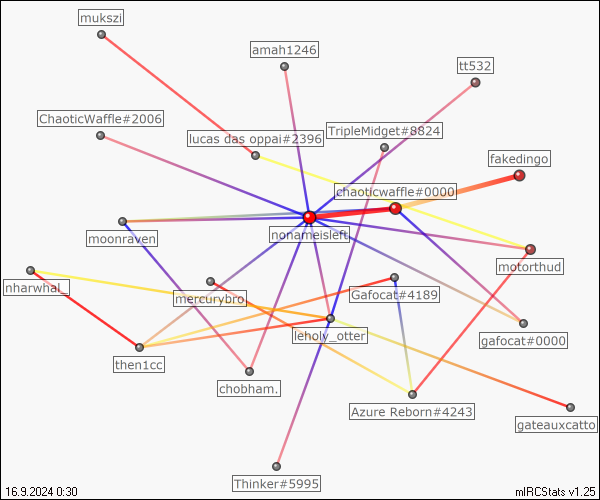 mukszi
amah1246
tt532
ChaoticWaffle#2006
TripleMidget#8824
lucas das oppai#2396
fakedingo
chaoticwaffle#0000
nonameisleft
moonraven
motorthud
nharwhal_
mercurybro
Gafocat#4189
leholy_otter
gafocat#0000
then1cc
chobham.
Azure Reborn#4243
gateauxcatto
Thinker#5995
16.9.2024 0:30
mIRCStats v1.25